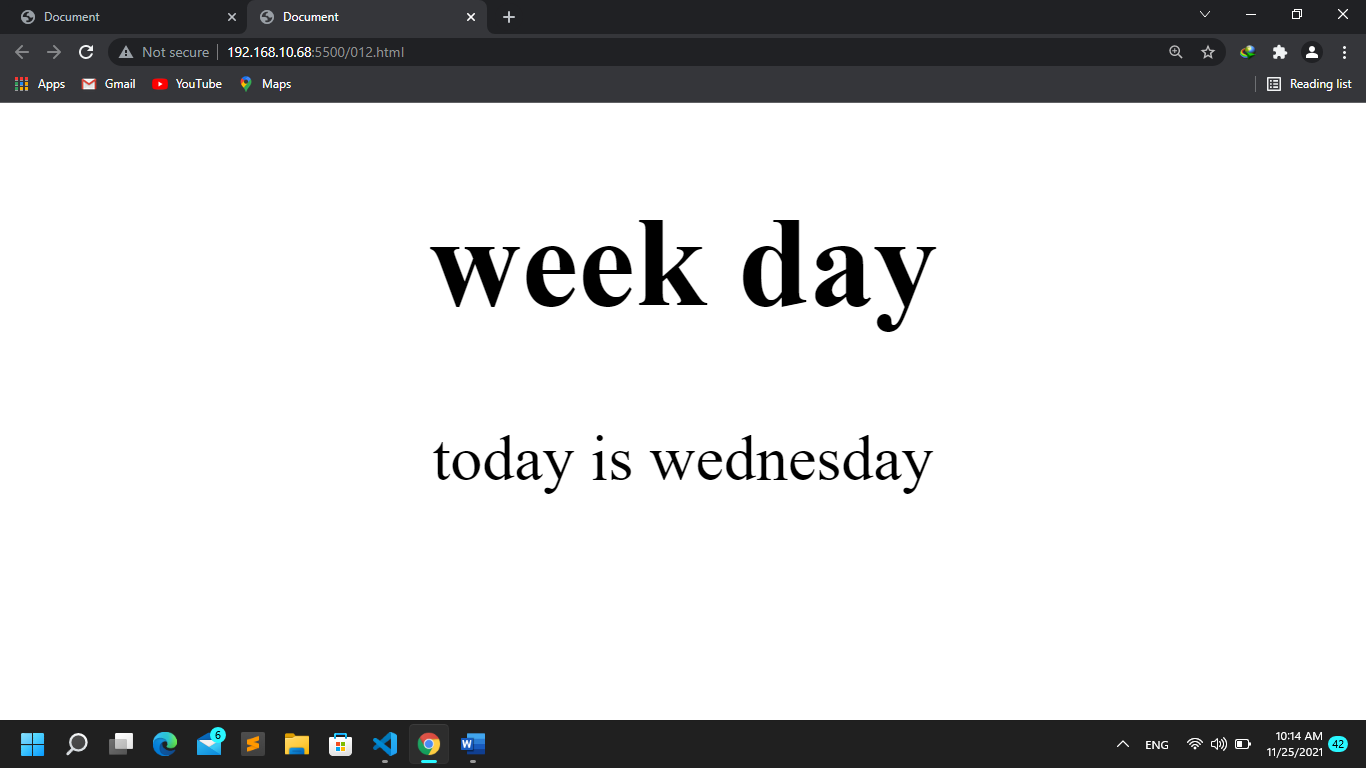 Document
Document
Not secure
192.168.10.68:5500/012.html
Apps
Gmail
YouTube
Maps
Reading list
week day
today is wednesday
6
W
ENG
10:14 AM
11/25/2021
42